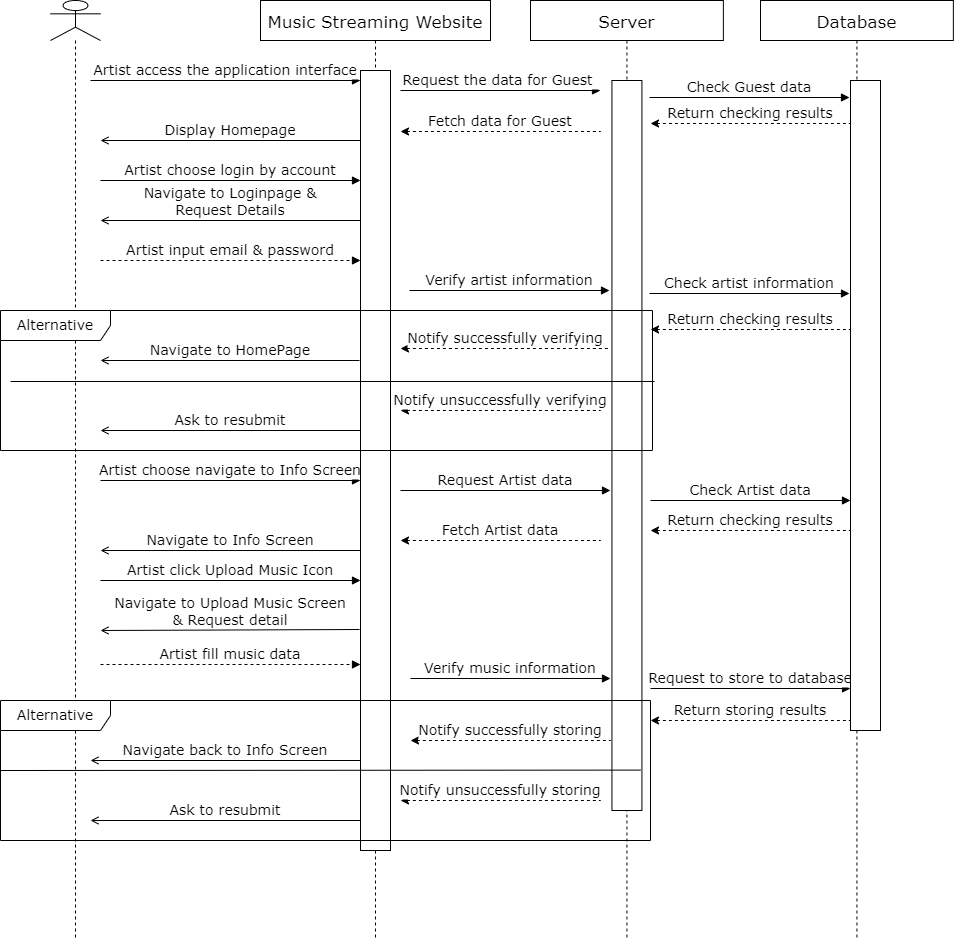 Music Streaming Website
Server
Database
Artist access the application interface
Request the data for Guest
Check Guest data
Return checking results
Fetch data for Guest
Display Homepage
Artist choose login by account
Navigate to Loginpage &
Request Details
Artist input email & password
Verify artist information
Check artist information
Return checking results
Alternative
Notify successfully verifying
Navigate to HomePage
Notify unsuccessfully verifying
Ask to resubmit
Artist choose navigate to Info Screen
Request Artist data
Check Artist data
Return checking results
Fetch Artist data
Navigate to Info Screen
Artist click Upload Music Icon
Navigate to Upload Music Screen
& Request detail
Artist fill music data
Verify music information
Request to store to database
Return storing results
Alternative
Notify successfully storing
Navigate back to Info Screen
Notify unsuccessfully storing
Ask to resubmit